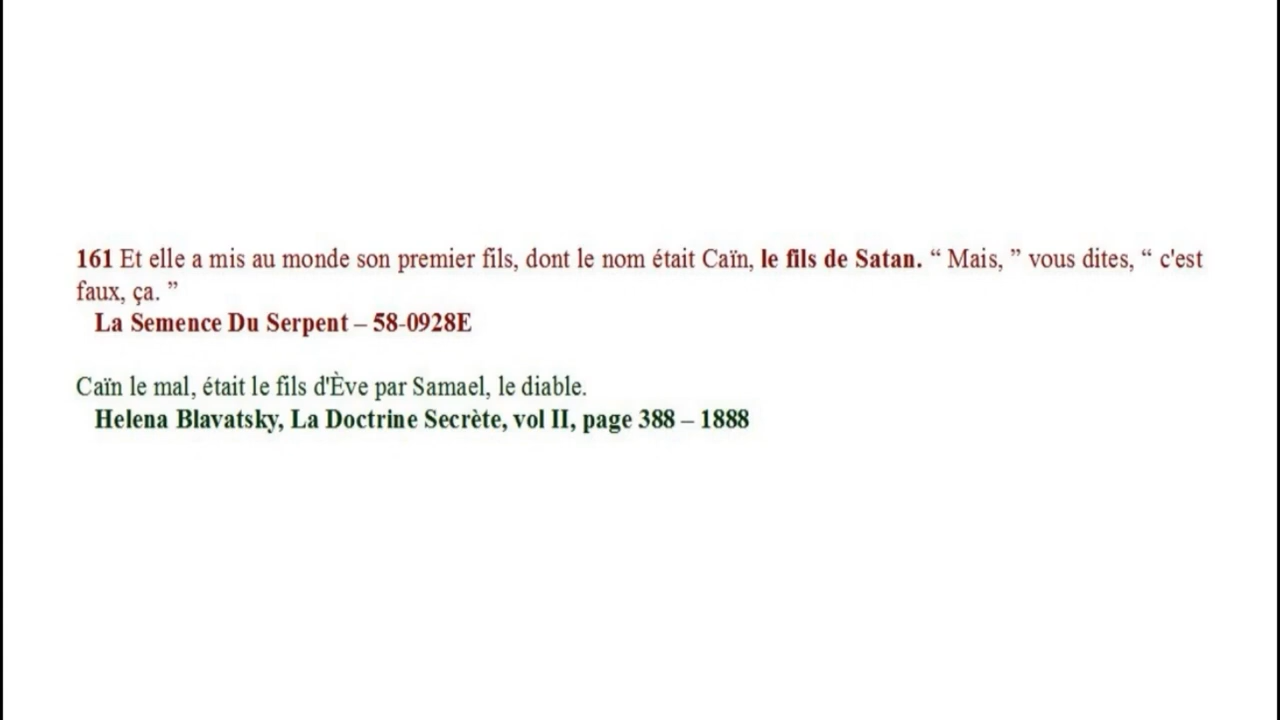 161 Et elle a mis au monde son premier fils, dont le nom était Caïn, le fils de Satan. “ Mais, ” vous dites, “ c'est
faux, ça. ”
La Semence Du Serpent – 58-0928E
Caïn le mal, était le fils d'Ève par Samael, le diable.
Helena Blavatsky, La Doctrine Secrète, vol II, page 388 – 1888